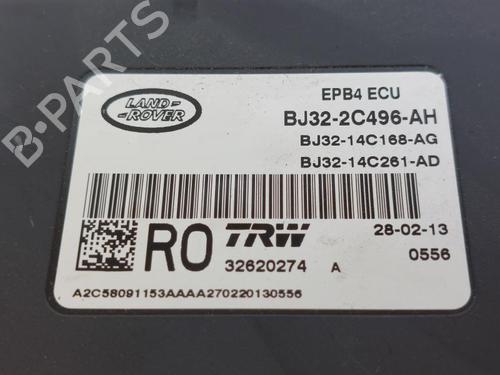 B-PARTS
LAND-
-ROVER
EPB4 ECU
BJ32-2C496-AH
BJ32-14C168-AG
BJ32-14C261-AD
RO TRW 28-02-13
32620274 A 0556
A2C58091153AAAA270220130556